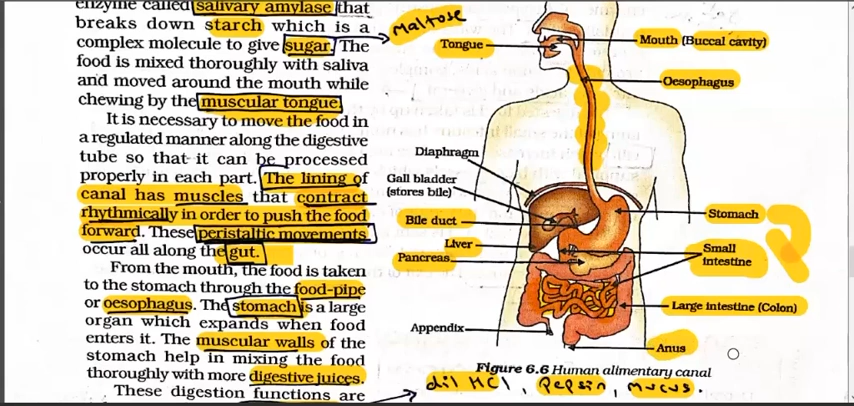 enzyme called salivary amylase that
breaks down starch which is a
complex molecule to give sugar. The
food is mixed thoroughly with saliva
and moved around the mouth while
chewing by the muscular tongue.
It is necessary to move the food in
a regulated manner along the digestive
tube so that it can be processed
properly in each part. The lining of
canal has muscles that contract
rhythmically in order to push the food
forward. These peristaltic movements
occur all along the gut.
From the mouth, the food is taken
to the stomach through the food-pipe
or oesophagus. The stomach is a large
organ which expands when food
enters it. The muscular walls of the
stomach help in mixing the food
thoroughly with more digestive juices.
These digestion functions are
Maltose
Tongue
Mouth (Buccal cavity)
Oesophagus
Diaphragm
Gall bladder
(stores bile)
Bile duct
Liver
Pancreas
Stomach
Small
intestine
Large intestine (Colon)
Appendix
Anus
Figure 6.6 Human alimentary canal
dil HCl, Pepsin, Mucus.